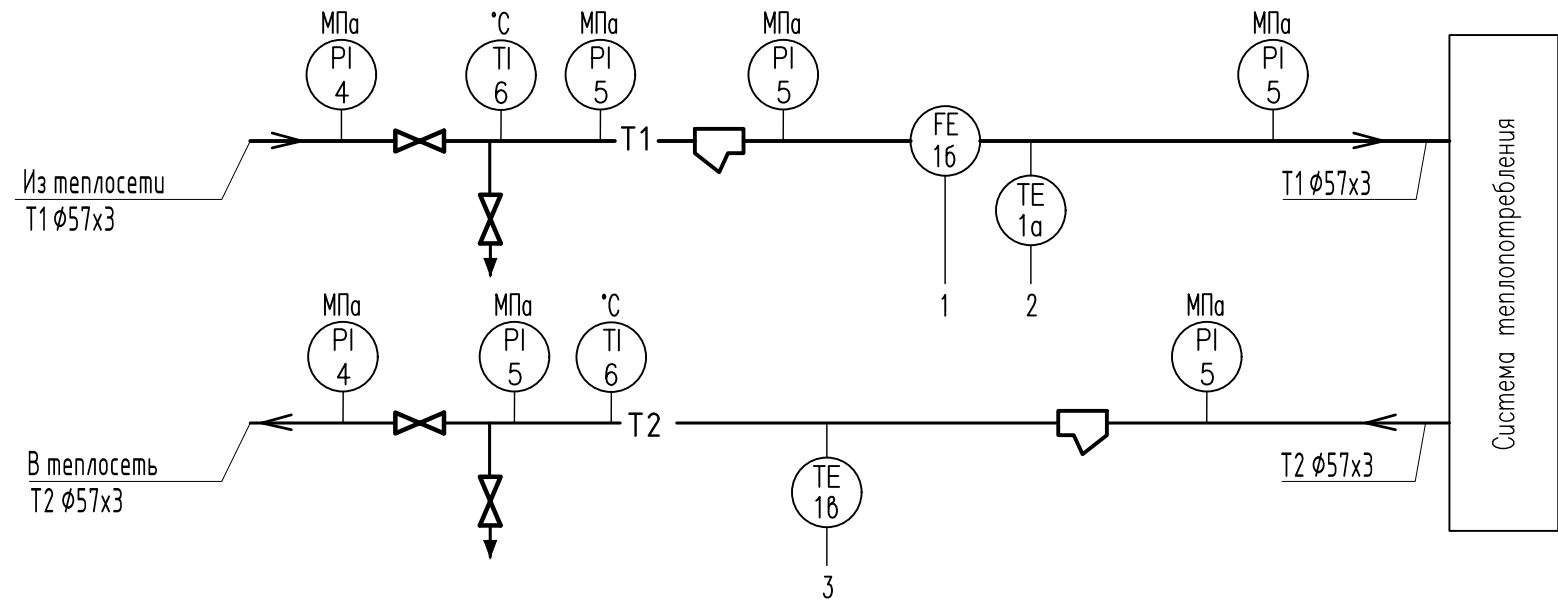 МПа
PI
4
°C
TI
6
МПа
PI
5
МПа
PI
5
МПа
PI
5
T1
FE
1б
TE
1а
1
2
Из теплосети
T1 ϕ57x3
T1 ϕ57x3
Система теплопотребления
МПа
PI
4
МПа
PI
5
°C
TI
6
МПа
PI
5
T2
TE
1в
3
В теплосеть
T2 ϕ57x3
T2 ϕ57x3